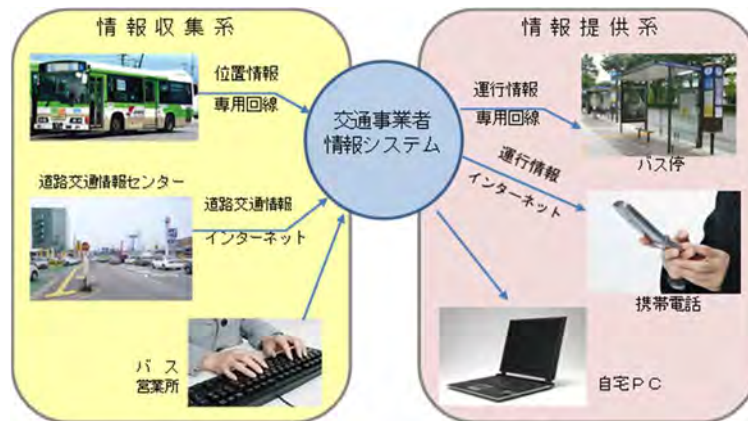 情報収集系
位置情報
専用回線
道路交通情報センター
道路交通情報
インターネット
バス
営業所
交通事業者
情報システム
情報提供系
運行情報
専用回線
バス停
運行情報
インターネット
携帯電話
自宅PC